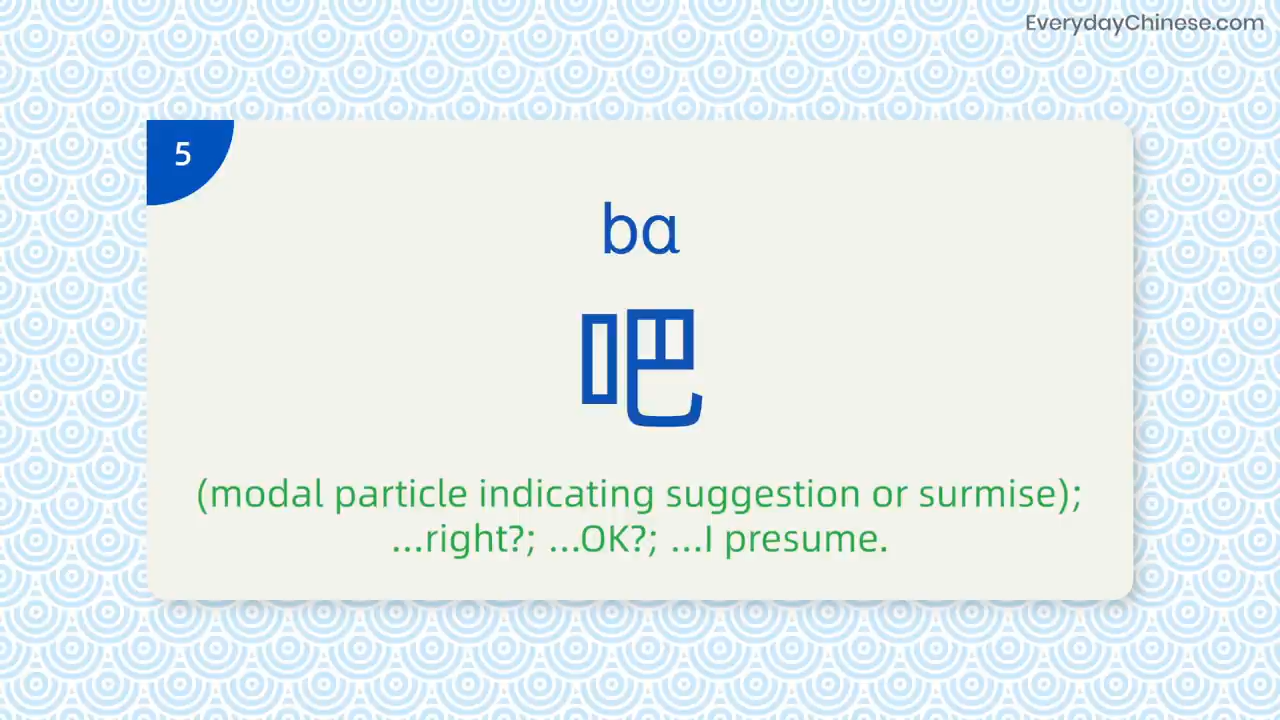 EverydayChinese.com
5
ba
吧
(modal particle indicating suggestion or surmise);
...right?; ...OK?; ...I presume.